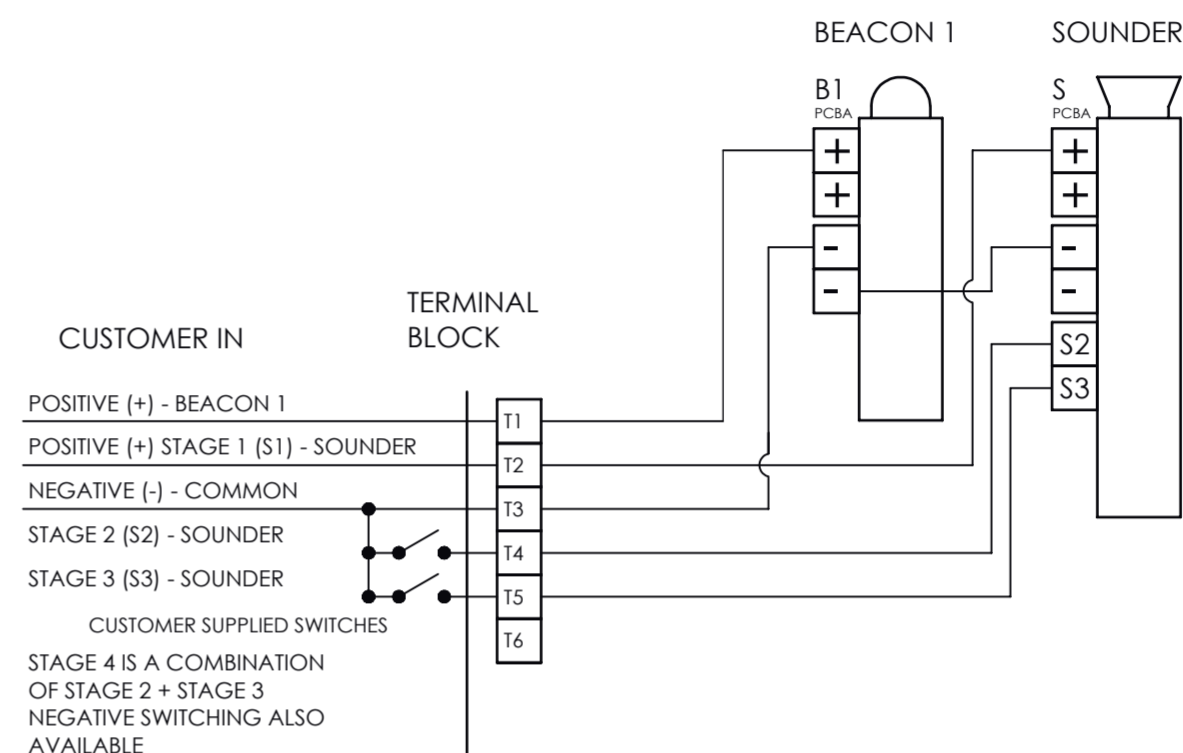 BEACON 1
SOUNDER
B1
PCBA
+
+
-
-
S
PCBA
+
+
-
-
S2
S3
TERMINAL
BLOCK
CUSTOMER IN
POSITIVE (+) - BEACON 1
POSITIVE (+) STAGE 1 (S1) - SOUNDER
NEGATIVE (-) - COMMON
STAGE 2 (S2) - SOUNDER
STAGE 3 (S3) - SOUNDER
CUSTOMER SUPPLIED SWITCHES
STAGE 4 IS A COMBINATION
OF STAGE 2 + STAGE 3
NEGATIVE SWITCHING ALSO
AVAILABLE
T1
T2
T3
T4
T5
T6